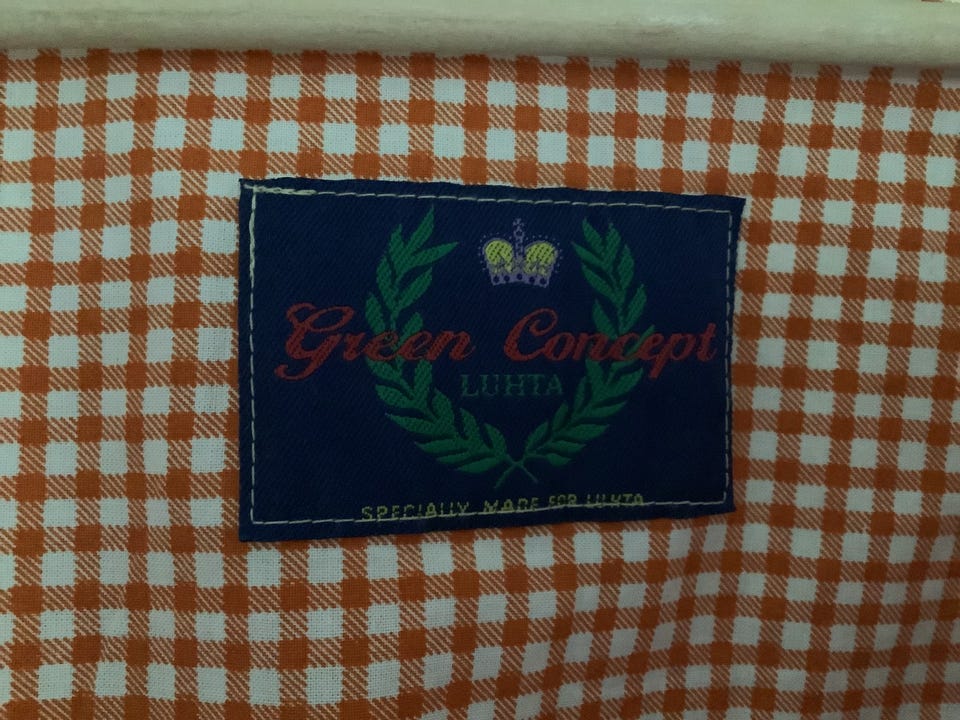 Green Concept
LUHTA
SPECIALLY MADE FOR LUHTA